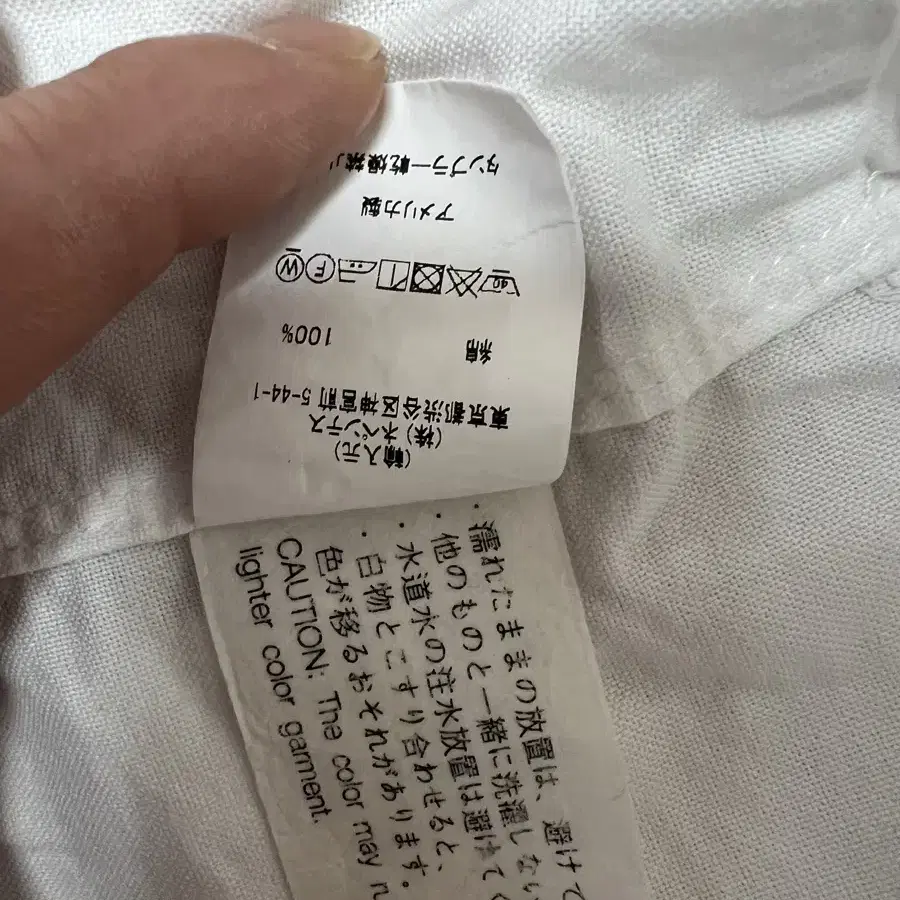 (輸入元)
(株) ネペンテス
東京都渋谷区神宮前 5-44-1
綿 100%
40 F W
アメリカ製
タンブラー乾燥禁
・濡れたままの放置は、避けて
・他のものと一緒に洗濯しない
・水道水の注水放置は避けてく
・白物とこすり合わせると、
色が移るおそれがあります。
CAUTION: The color may
lighter color garment.